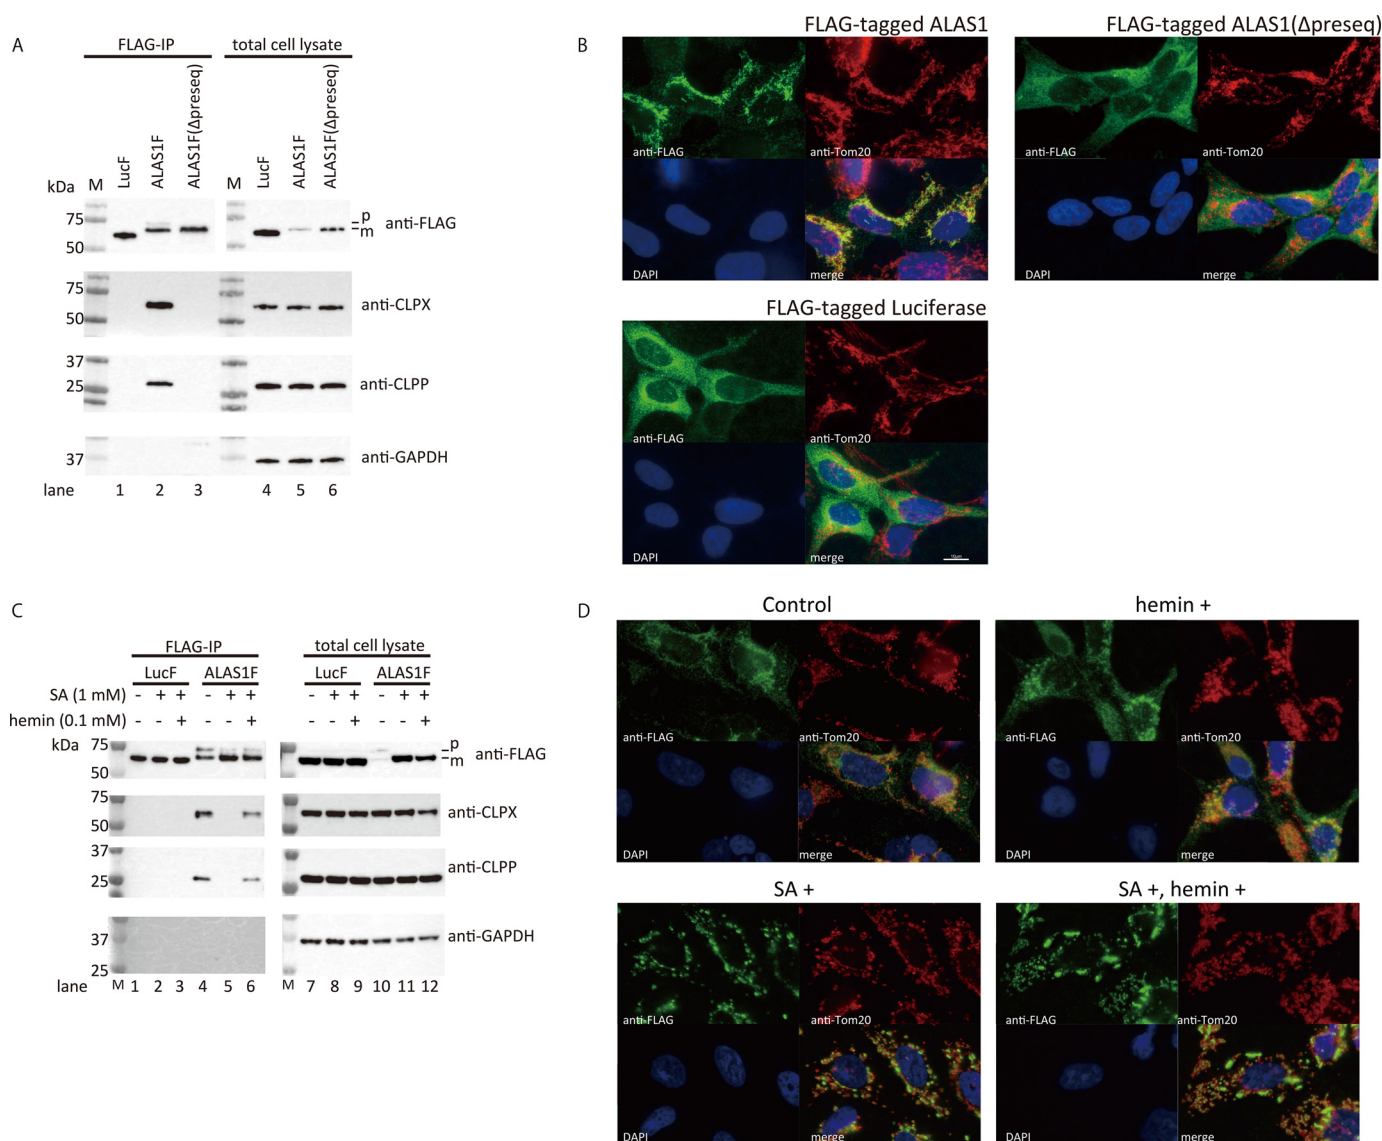 A
FLAG-IP
total cell lysate
kDa
M
LucF
ALAS1F
ALAS1F(Δpreseq)
M
LucF
ALAS1F
ALAS1F(Δpreseq)
75
50
p
m
anti-FLAG
75
50
anti-CLPX
37
25
anti-CLPP
37
anti-GAPDH
lane 1 2 3 4 5 6
B
FLAG-tagged ALAS1
anti-FLAG
anti-Tom20
DAPI
merge
FLAG-tagged ALAS1(Δpreseq)
anti-FLAG
anti-Tom20
DAPI
merge
FLAG-tagged Luciferase
anti-FLAG
anti-Tom20
DAPI
merge
10μm
C
FLAG-IP
total cell lysate
LucF ALAS1F LucF ALAS1F
SA (1 mM) - + + - + + - + + - + +
hemin (0.1 mM) - - + - - + - - + - - +
kDa
75
50
p
m
anti-FLAG
75
50
anti-CLPX
37
25
anti-CLPP
37
25
anti-GAPDH
lane M 1 2 3 4 5 6 M 7 8 9 10 11 12
D
Control
anti-FLAG
anti-Tom20
DAPI
merge
hemin +
anti-FLAG
anti-Tom20
DAPI
merge
SA +
anti-FLAG
anti-Tom20
DAPI
merge
SA +, hemin +
anti-FLAG
anti-Tom20
DAPI
merge